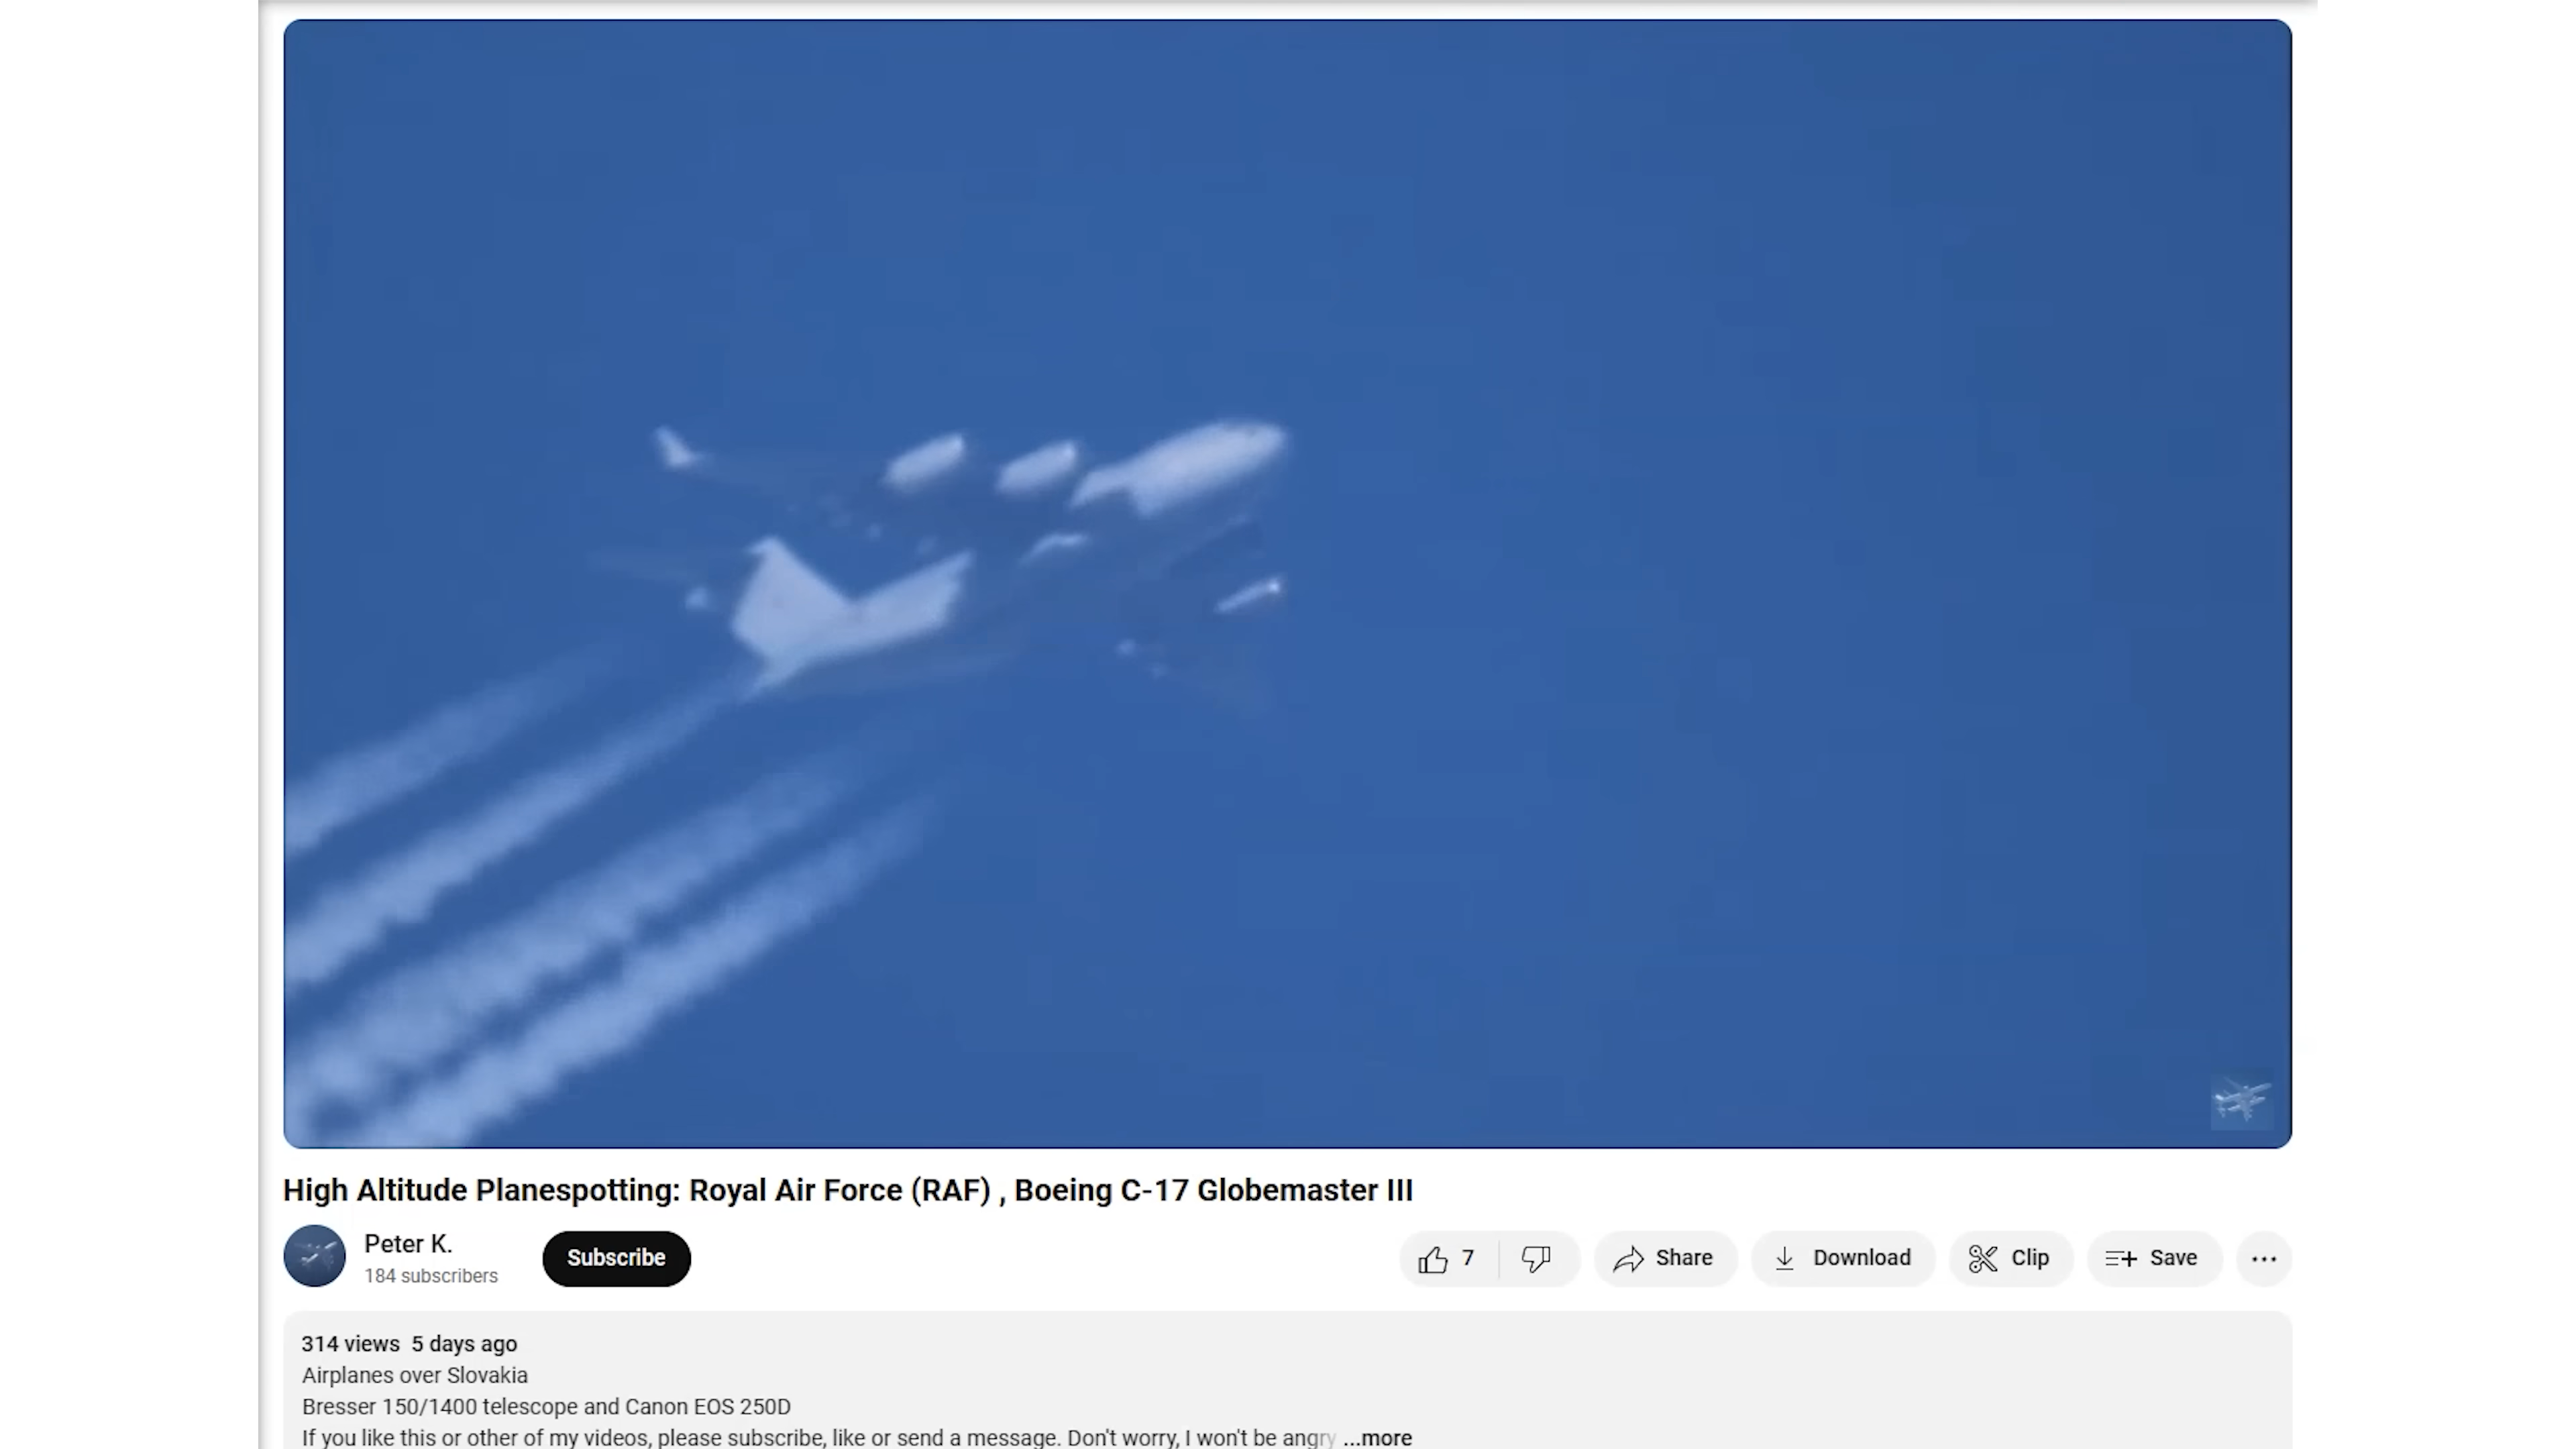 High Altitude Planespotting: Royal Air Force (RAF) , Boeing C-17 Globemaster III
Peter K.
184 subscribers
Subscribe
7
Share
Download
Clip
Save
314 views 5 days ago
Airplanes over Slovakia
Bresser 150/1400 telescope and Canon EOS 250D
If you like this or other of my videos, please subscribe, like or send a message. Don't worry, I won't be angry ...more